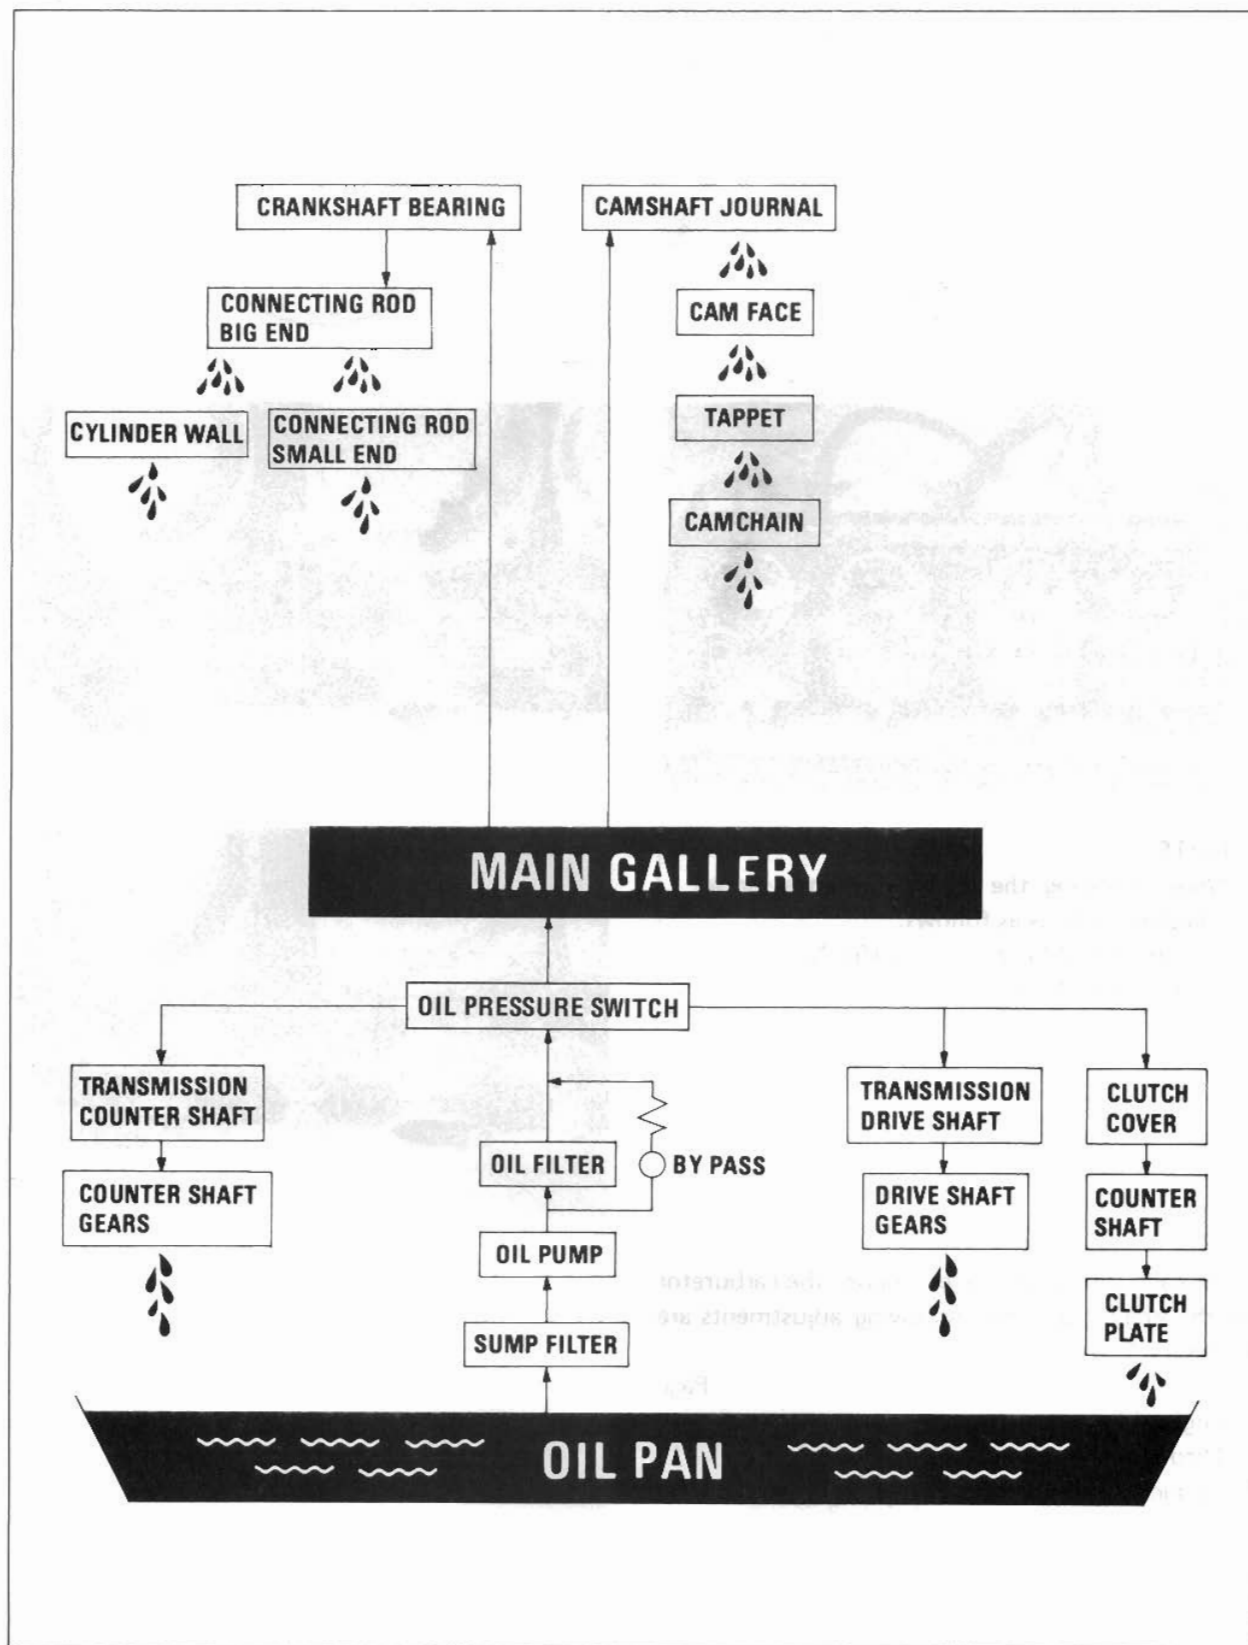 CRANKSHAFT BEARING
CAMSHAFT JOURNAL
CONNECTING ROD
BIG END
CAM FACE
CYLINDER WALL
CONNECTING ROD
SMALL END
TAPPET
CAMCHAIN
MAIN GALLERY
OIL PRESSURE SWITCH
TRANSMISSION
COUNTER SHAFT
TRANSMISSION
DRIVE SHAFT
CLUTCH
COVER
OIL FILTER
BY PASS
COUNTER SHAFT
GEARS
DRIVE SHAFT
GEARS
COUNTER
SHAFT
OIL PUMP
SUMP FILTER
CLUTCH
PLATE
OIL PAN